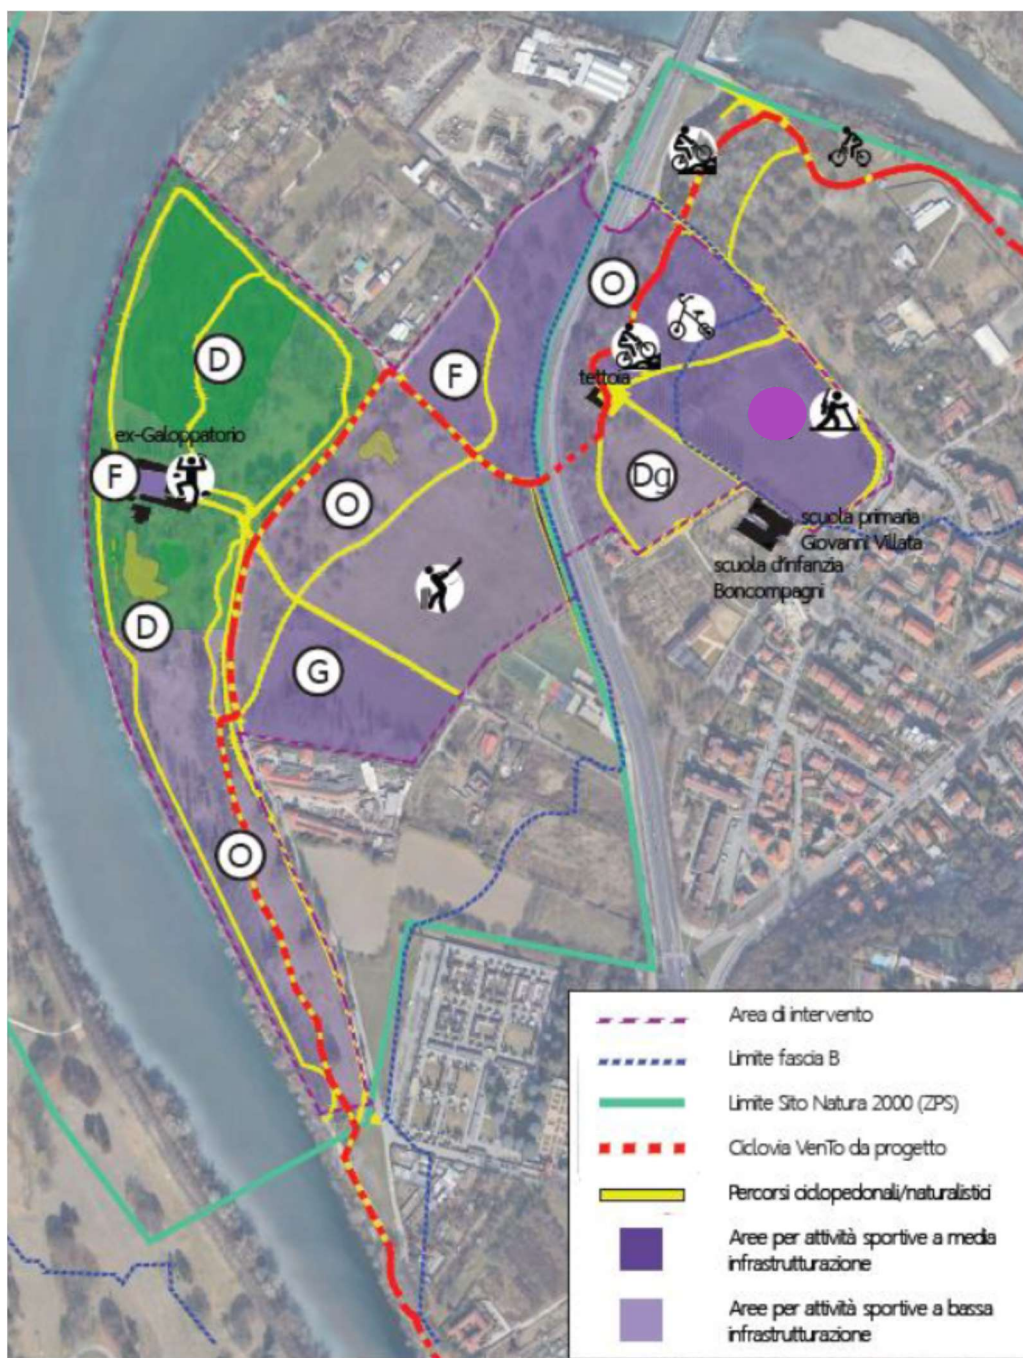 O
tettoia
F
D
ex-Galoppatorio
F
O
Dg
scuola primaria
Giovanni Villata
scuola d'infanzia
Boncompagni
D
G
O
Area di intervento
Limite fascia B
Limite Sito Natura 2000 (ZPS)
Ciclovia VenTo da progetto
Percorsi ciclopedonali/naturalistici
Aree per attività sportive a media
infrastrutturazione
Aree per attività sportive a bassa
infrastrutturazione